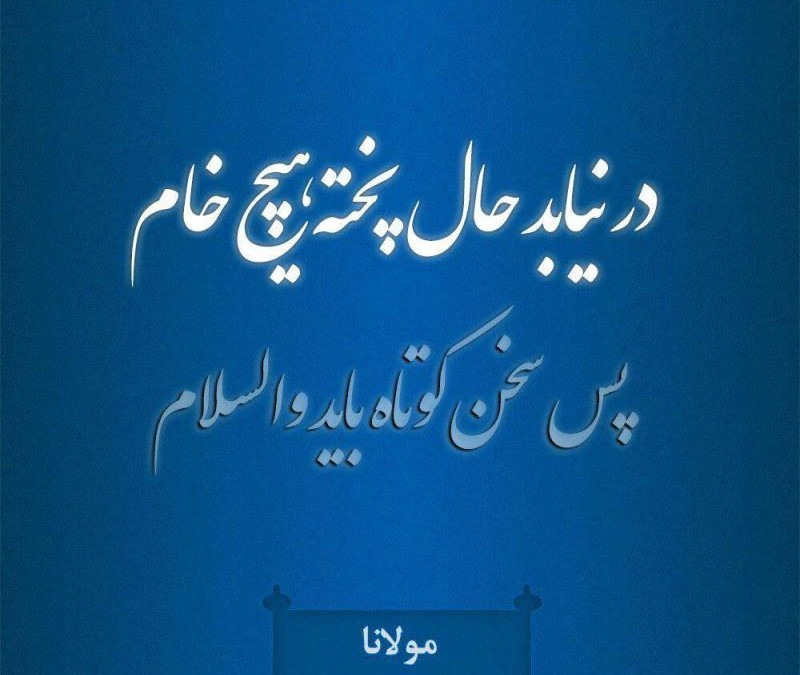 در نیابد حال پخته، هیچ خام
پس سخن کوتاه باید والسلام
مولانا